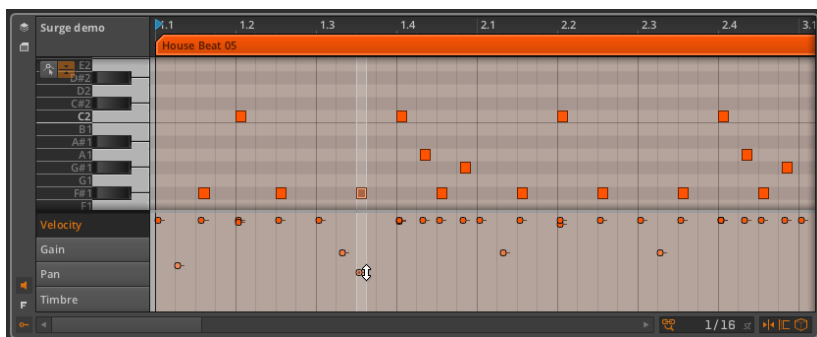 Surge demo
1.1 1.2 1.3 1.4 2.1 2.2 2.3 2.4 3.1
House Beat 05
E2
D#2
D2
C#2
C2
B1
A#1
A1
G#1
G1
F#1
F1
Velocity
Gain
Pan
Timbre
F
1/16 st